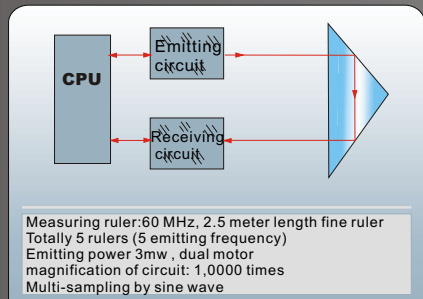 Emitting
circuit
CPU
Receiving
circuit
Measuring ruler:60 MHz, 2.5 meter length fine ruler
Totally 5 rulers (5 emitting frequency)
Emitting power 3mw , dual motor
magnification of circuit: 1,0000 times
Multi-sampling by sine wave